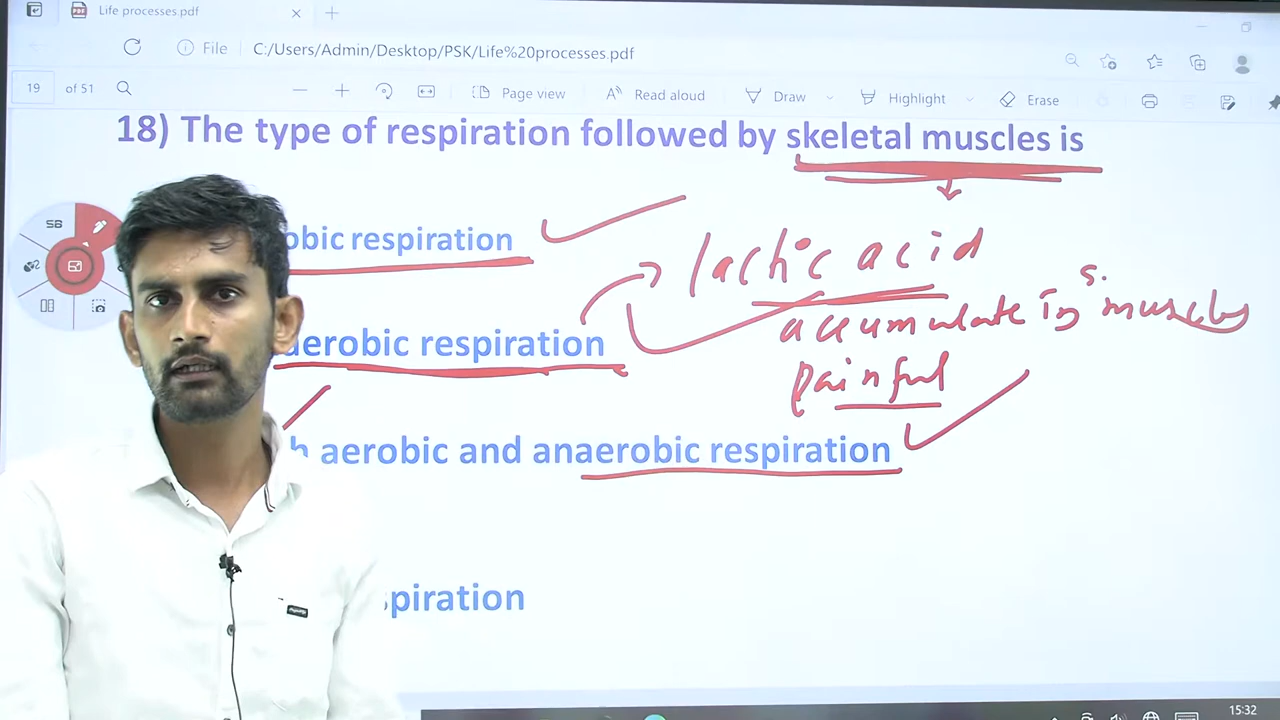 Life processes.pdf
File C:/Users/Admin/Desktop/PSK/Life%20processes.pdf
19 of 51 Page view Read aloud Draw Highlight Erase
18) The type of respiration followed by skeletal muscles is
SB
obic respiration
lactic acid
s.
accumulate in muscles
aerobic respiration
painful
h aerobic and anaerobic respiration
spiration
15:32